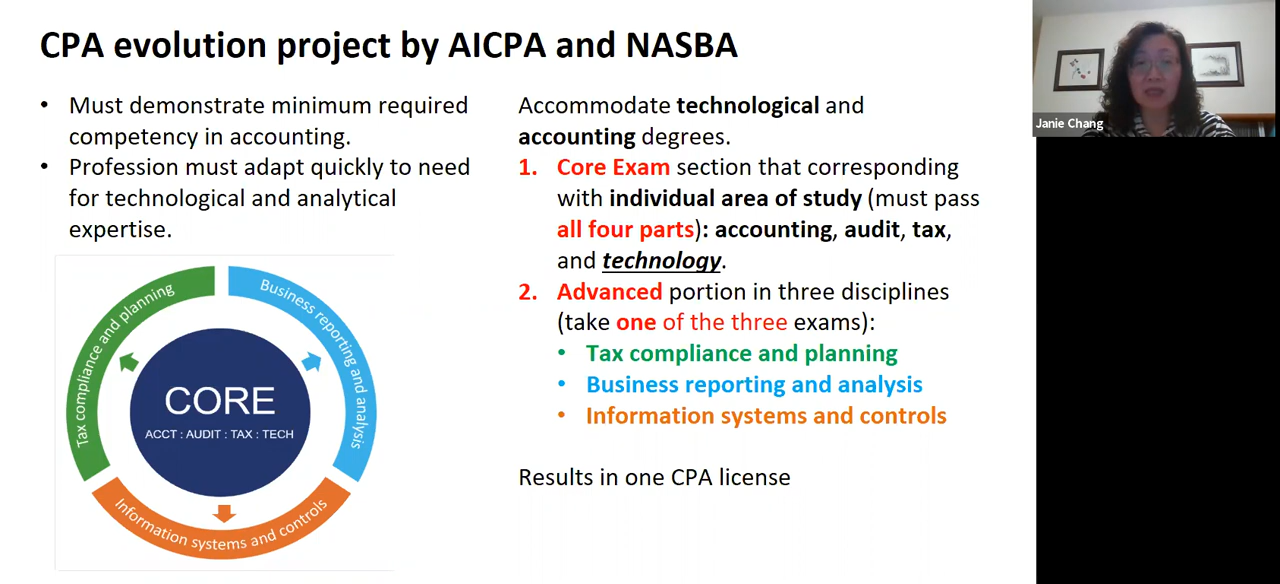 CPA evolution project by AICPA and NASBA
• Must demonstrate minimum required
competency in accounting.
• Profession must adapt quickly to need
for technological and analytical
expertise.
Tax compliance and planning
Business reporting and analysis
CORE
ACCT : AUDIT : TAX : TECH
Information systems and controls
Accommodate technological and
accounting degrees.
1. Core Exam section that corresponding
with individual area of study (must pass
all four parts): accounting, audit, tax,
and technology.
2. Advanced portion in three disciplines
(take one of the three exams):
• Tax compliance and planning
• Business reporting and analysis
• Information systems and controls
Results in one CPA license
Janie Chang